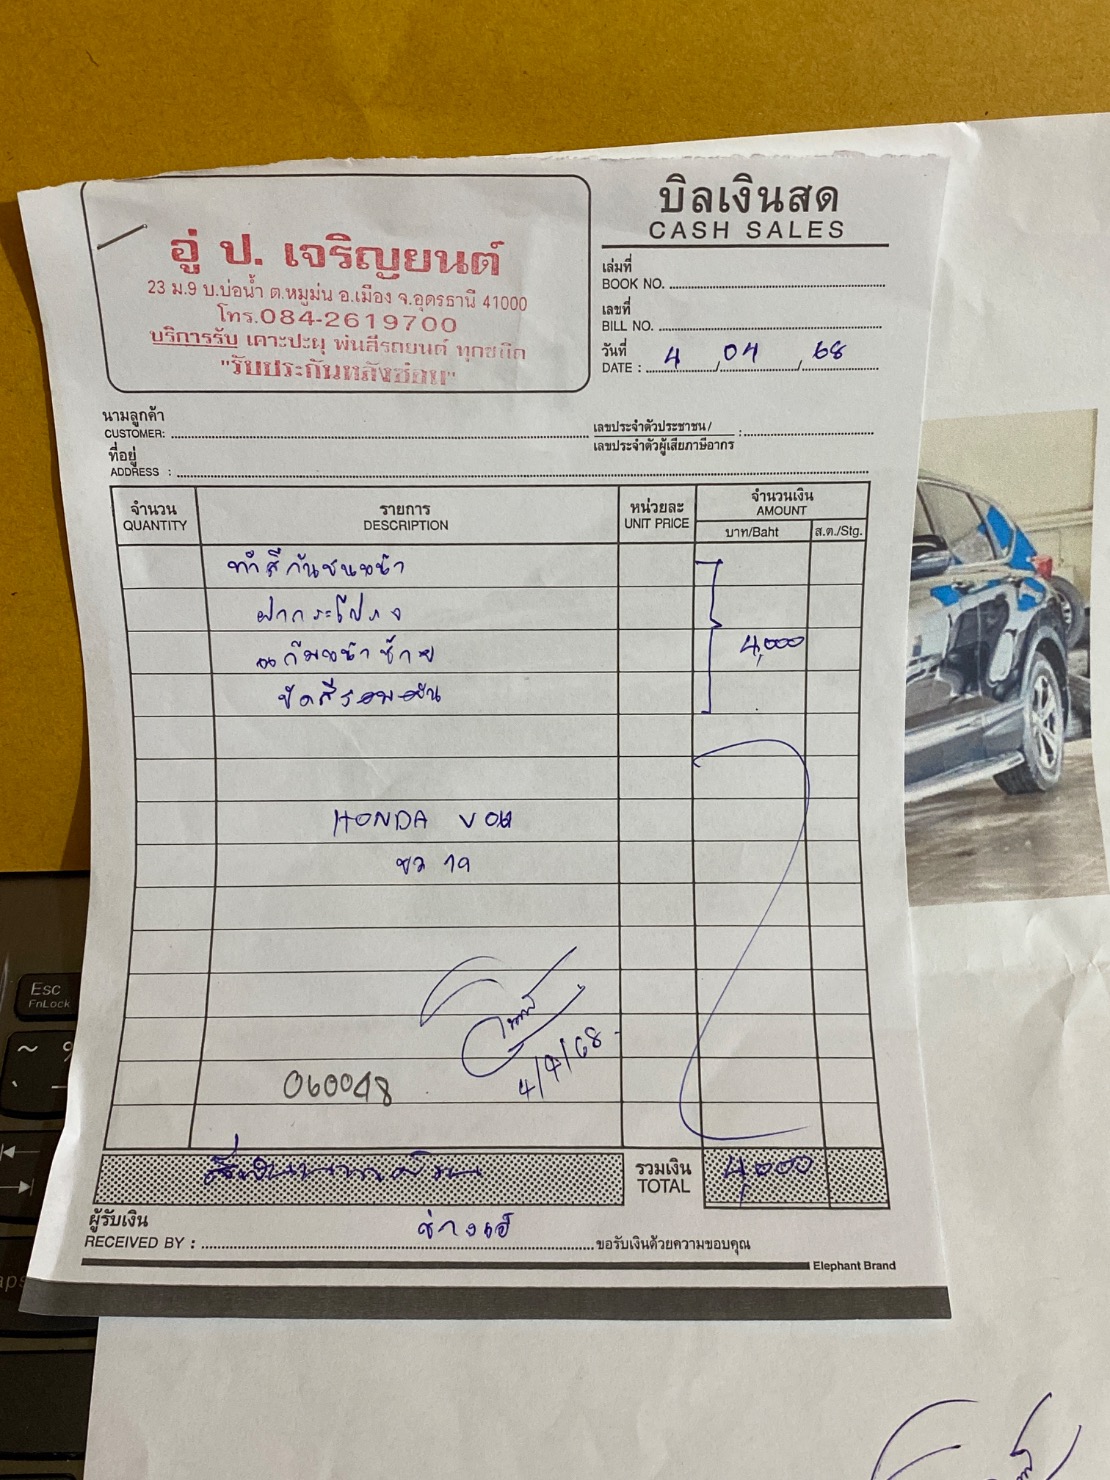 บิลเงินสด
CASH SALES
อู่ ป. เจริญยนต์
23 ม.9 บ.บ่อน้ำ ต.หมูม่น อ.เมือง จ.อุดรธานี 41000
โทร.084-2619700
บริการรับ เคาะปะผุ พ่นสีรถยนต์ ทุกชนิด
"รับประกันหลังซ่อม"
เล่มที่
BOOK NO.
เลขที่
BILL NO.
วันที่
DATE : 4 / 04 / 68
นามลูกค้า
CUSTOMER:
เลขประจำตัวประชาชน /
เลขประจำตัวผู้เสียภาษีอากร :
ที่อยู่
ADDRESS :
จำนวน รายการ หน่วยละ จำนวนเงิน
QUANTITY DESCRIPTION UNIT PRICE AMOUNT
บาท/Baht ส.ต./Stg.
ทำสีกันชนหน้า
ฝากระโปรง
แก้มหน้าซ้าย 4,000
ขัดสีรอบคัน
HONDA
060048
4/4/68
สี่พันบาทถ้วน
รวมเงิน 4,000
TOTAL
ผู้รับเงิน
RECEIVED BY : ขอรับเงินด้วยความขอบคุณ
Elephant Brand
Esc
FnLock